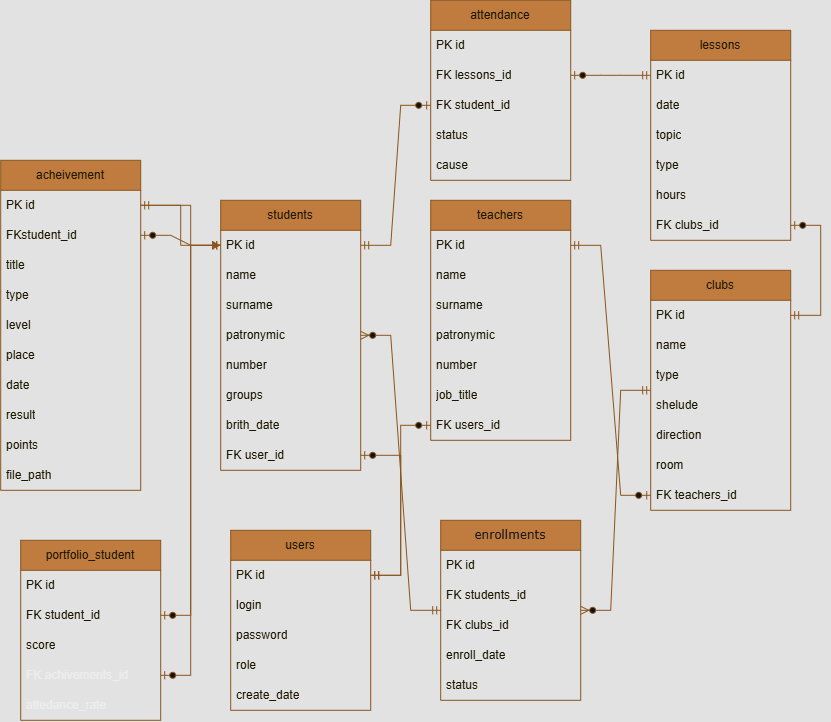 attendance
PK id
FK lessons_id
FK student_id
status
cause
lessons
PK id
date
topic
type
hours
FK clubs_id
acheivement
PK id
FKstudent_id
title
type
level
place
date
result
points
file_path
students
PK id
name
surname
patronymic
number
groups
brith_date
FK user_id
teachers
PK id
name
surname
patronymic
number
job_title
FK users_id
clubs
PK id
name
type
shelude
direction
room
FK teachers_id
portfolio_student
PK id
FK student_id
score
FK achivements_id
attedance_rate
users
PK id
login
password
role
create_date
enrollments
PK id
FK students_id
FK clubs_id
enroll_date
status